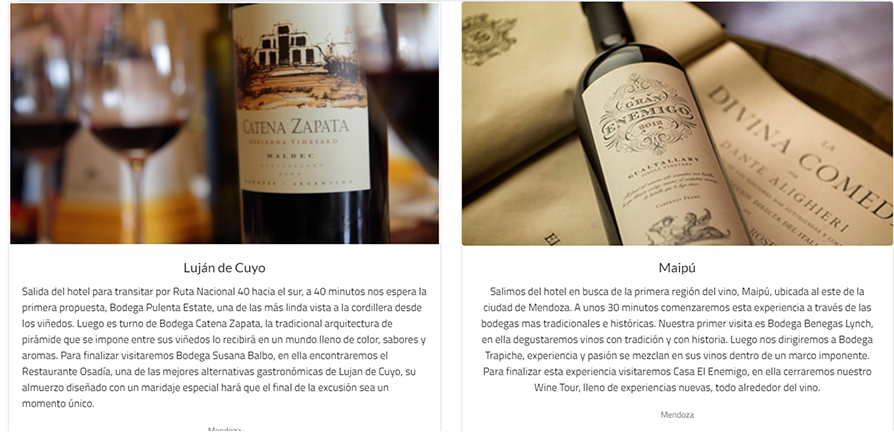 CATENA ZAPATA
ADRIANNA VINEYARD
MALBEC
GUALTALLARY
MENDOZA - ARGENTINA
GRAN
ENEMIGO
2012
GUALTALLARY
SINGLE VINEYARD
CABERNET FRANC
LA
DIVINA COMED
DE
DANTE ALIGHIERI
Luján de Cuyo
Salida del hotel para transitar por Ruta Nacional 40 hacia el sur, a 40 minutos nos espera la
primera propuesta, Bodega Pulenta Estate, una de las más linda vista a la cordillera desde
los viñedos. Luego es turno de Bodega Catena Zapata, la tradicional arquitectura de
pirámide que se impone entre sus viñedos lo recibirá en un mundo lleno de color, sabores y
aromas. Para finalizar visitaremos Bodega Susana Balbo, en ella encontraremos el
Restaurante Osadía, una de las mejores alternativas gastronómicas de Lujan de Cuyo, su
almuerzo diseñado con un maridaje especial hará que el final de la excusión sea un
momento único.
Mendoza
Maipú
Salimos del hotel en busca de la primera región del vino, Maipú, ubicada al este de la
ciudad de Mendoza. A unos 30 minutos comenzaremos esta experiencia a través de las
bodegas mas tradicionales e históricas. Nuestra primer visita es Bodega Benegas Lynch,
en ella degustaremos vinos con tradición y con historia. Luego nos dirigiremos a Bodega
Trapiche, experiencia y pasión se mezclan en sus vinos dentro de un marco imponente.
Para finalizar esta experiencia visitaremos Casa El Enemigo, en ella cerraremos nuestro
Wine Tour, lleno de experiencias nuevas, todo alrededor del vino.
Mendoza